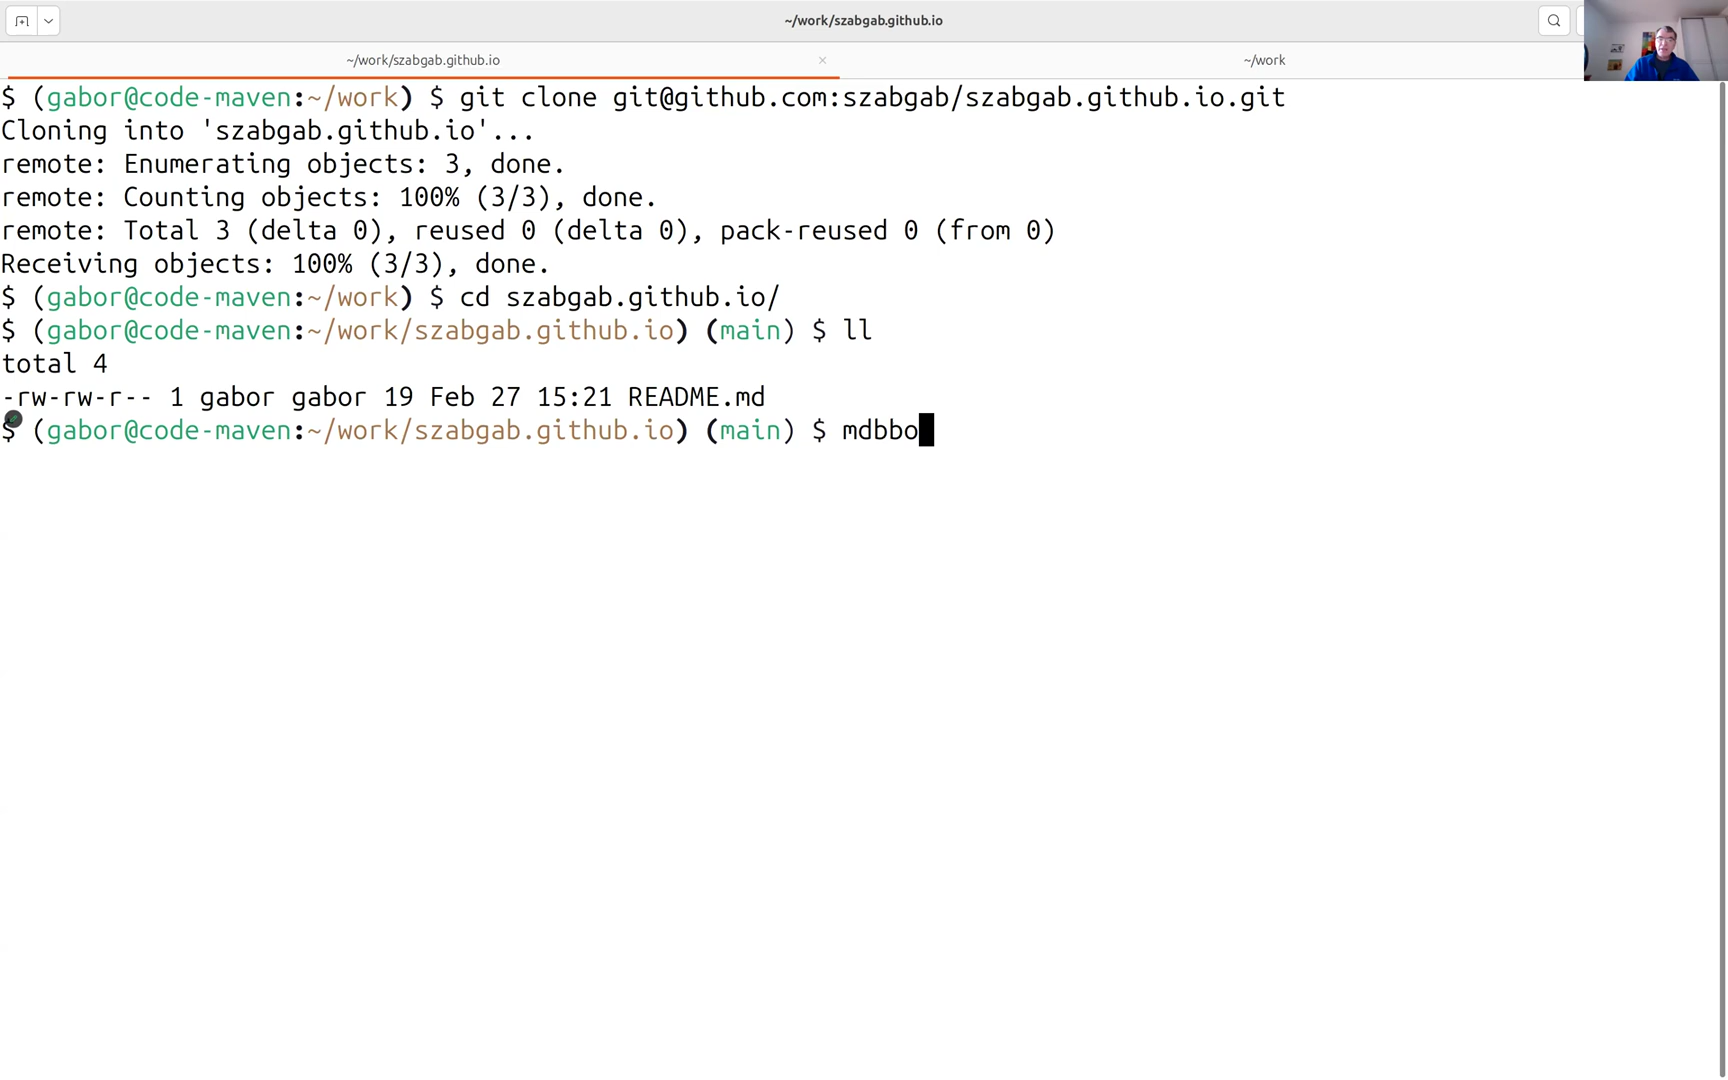 ~/work/szabgab.github.io
~/work/szabgab.github.io
~/work
$ (gabor@code-maven:~/work) $ git clone git@github.com:szabgab/szabgab.github.io.git
Cloning into 'szabgab.github.io'...
remote: Enumerating objects: 3, done.
remote: Counting objects: 100% (3/3), done.
remote: Total 3 (delta 0), reused 0 (delta 0), pack-reused 0 (from 0)
Receiving objects: 100% (3/3), done.
$ (gabor@code-maven:~/work) $ cd szabgab.github.io/
$ (gabor@code-maven:~/work/szabgab.github.io) (main) $ ll
total 4
-rw-rw-r-- 1 gabor gabor 19 Feb 27 15:21 README.md
$ (gabor@code-maven:~/work/szabgab.github.io) (main) $ mdbbo